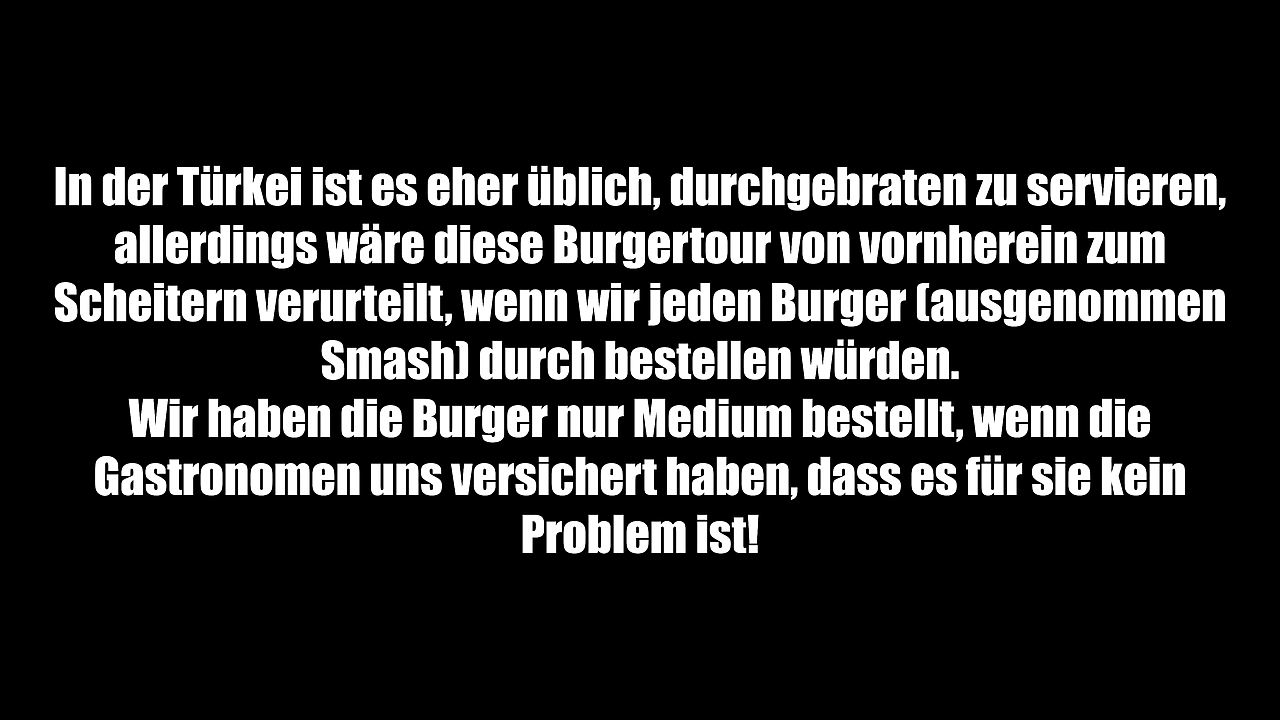 In der Türkei ist es eher üblich, durchgebraten zu servieren,
allerdings wäre diese Burgertour von vornherein zum
Scheitern verurteilt, wenn wir jeden Burger (ausgenommen
Smash) durch bestellen würden.
Wir haben die Burger nur Medium bestellt, wenn die
Gastronomen uns versichert haben, dass es für sie kein
Problem ist!